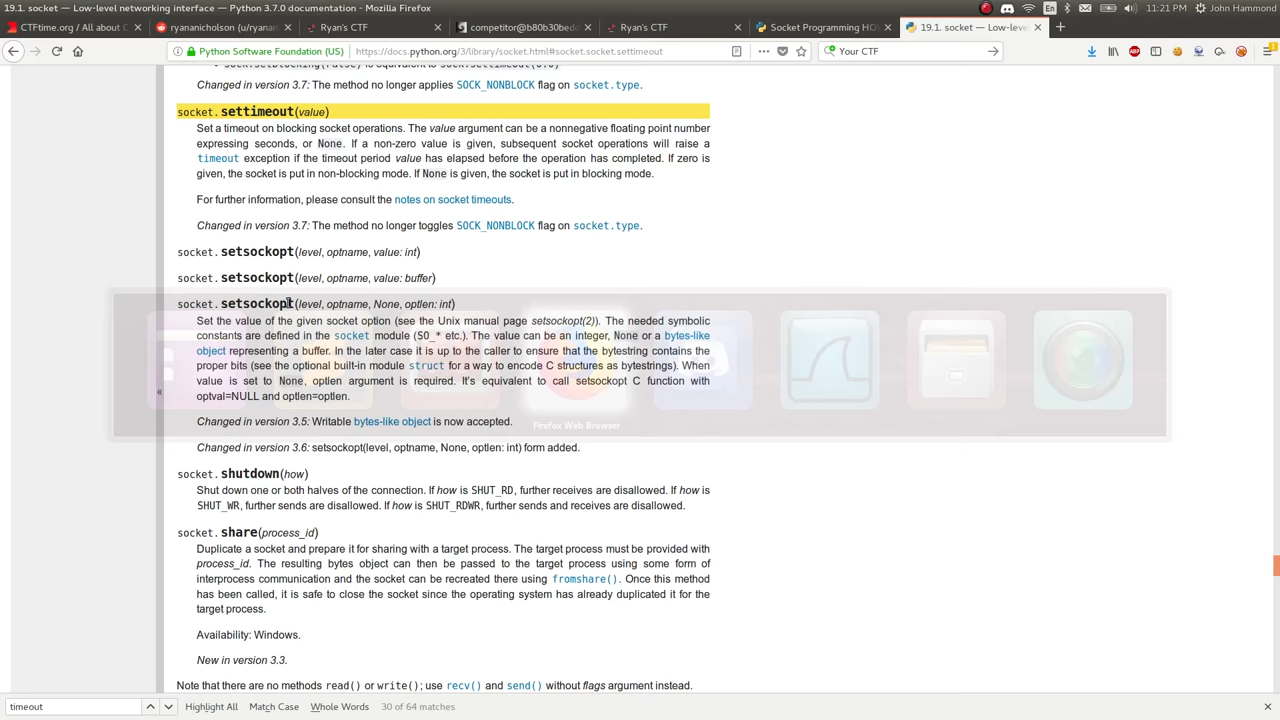 19.1. socket — Low-level networking interface — Python 3.7.0 documentation - Mozilla Firefox
En
11:21 PM
John Hammond
CTFtime.org / All about C
ryananicholson (u/ryanan
Ryan's CTF
competitor@h80b30bedd
Ryan's CTF
Socket Programming HOW
19.1. socket — Low-level
Python Software Foundation (US)
https://docs.python.org/3/library/socket.html#socket.socket.settimeout
Your CTF
sock.setblocking(False) is equivalent to sock.settimeout(0.0)
Changed in version 3.7: The method no longer applies SOCK_NONBLOCK flag on socket.type.
socket.settimeout(value)
Set a timeout on blocking socket operations. The value argument can be a nonnegative floating point number
expressing seconds, or None. If a non-zero value is given, subsequent socket operations will raise a
timeout exception if the timeout period value has elapsed before the operation has completed. If zero is
given, the socket is put in non-blocking mode. If None is given, the socket is put in blocking mode.
For further information, please consult the notes on socket timeouts.
Changed in version 3.7: The method no longer toggles SOCK_NONBLOCK flag on socket.type.
socket.setsockopt(level, optname, value: int)
socket.setsockopt(level, optname, value: buffer)
socket.setsockopt(level, optname, None, optlen: int)
Set the value of the given socket option (see the Unix manual page setsockopt(2)). The needed symbolic
constants are defined in the socket module (SO_* etc.). The value can be an integer, None or a bytes-like
object representing a buffer. In the later case it is up to the caller to ensure that the bytestring contains the
proper bits (see the optional built-in module struct for a way to encode C structures as bytestrings). When
value is set to None, optlen argument is required. It's equivalent to call setsockopt C function with
optval=NULL and optlen=optlen.
Changed in version 3.5: Writable bytes-like object is now accepted.
Firefox Web Browser
Changed in version 3.6: setsockopt(level, optname, None, optlen: int) form added.
socket.shutdown(how)
Shut down one or both halves of the connection. If how is SHUT_RD, further receives are disallowed. If how is
SHUT_WR, further sends are disallowed. If how is SHUT_RDWR, further sends and receives are disallowed.
socket.share(process_id)
Duplicate a socket and prepare it for sharing with a target process. The target process must be provided with
process_id. The resulting bytes object can then be passed to the target process using some form of
interprocess communication and the socket can be recreated there using fromshare(). Once this method
has been called, it is safe to close the socket since the operating system has already duplicated it for the
target process.
Availability: Windows.
New in version 3.3.
Note that there are no methods read() or write(); use recv() and send() without flags argument instead.
timeout
Highlight All
Match Case
Whole Words
30 of 64 matches